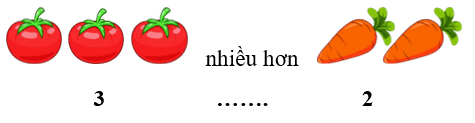 nhiều hơn
3 ....... 2